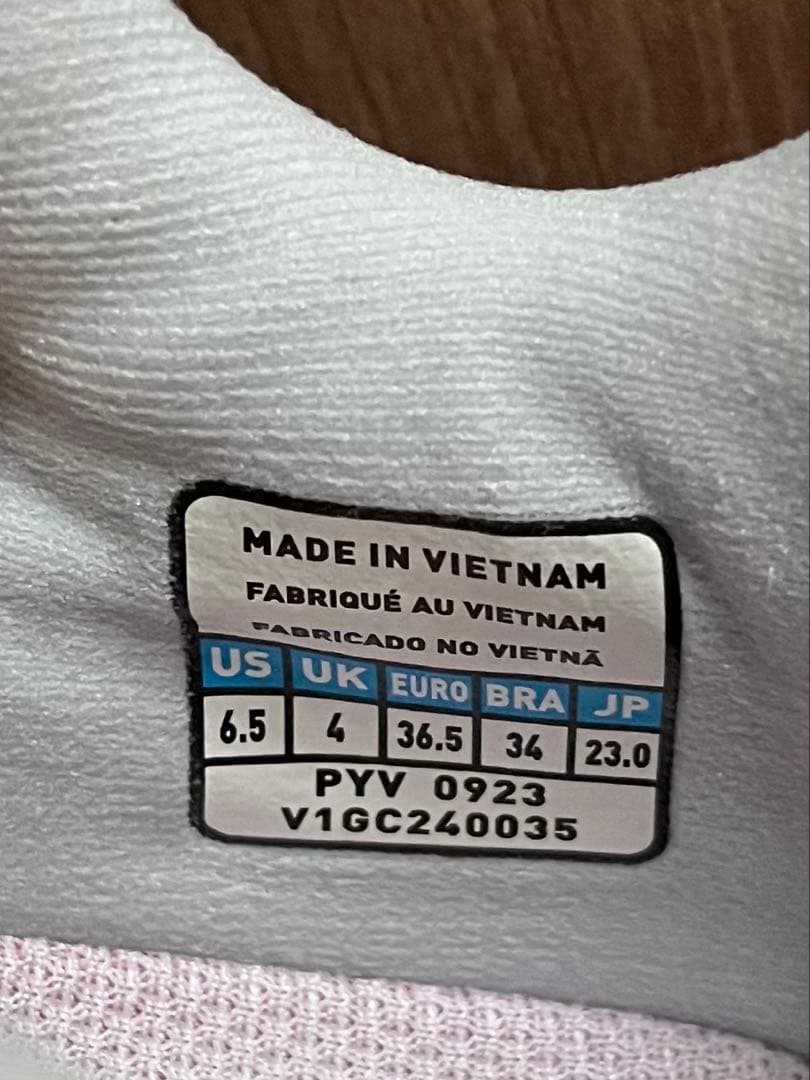 MADE IN VIETNAM
FABRIQUÉ AU VIETNAM
FABRICADO NO VIETNÃ
US UK EURO BRA JP
6.5 4 36.5 34 23.0
PYV 0923
V1GC240035